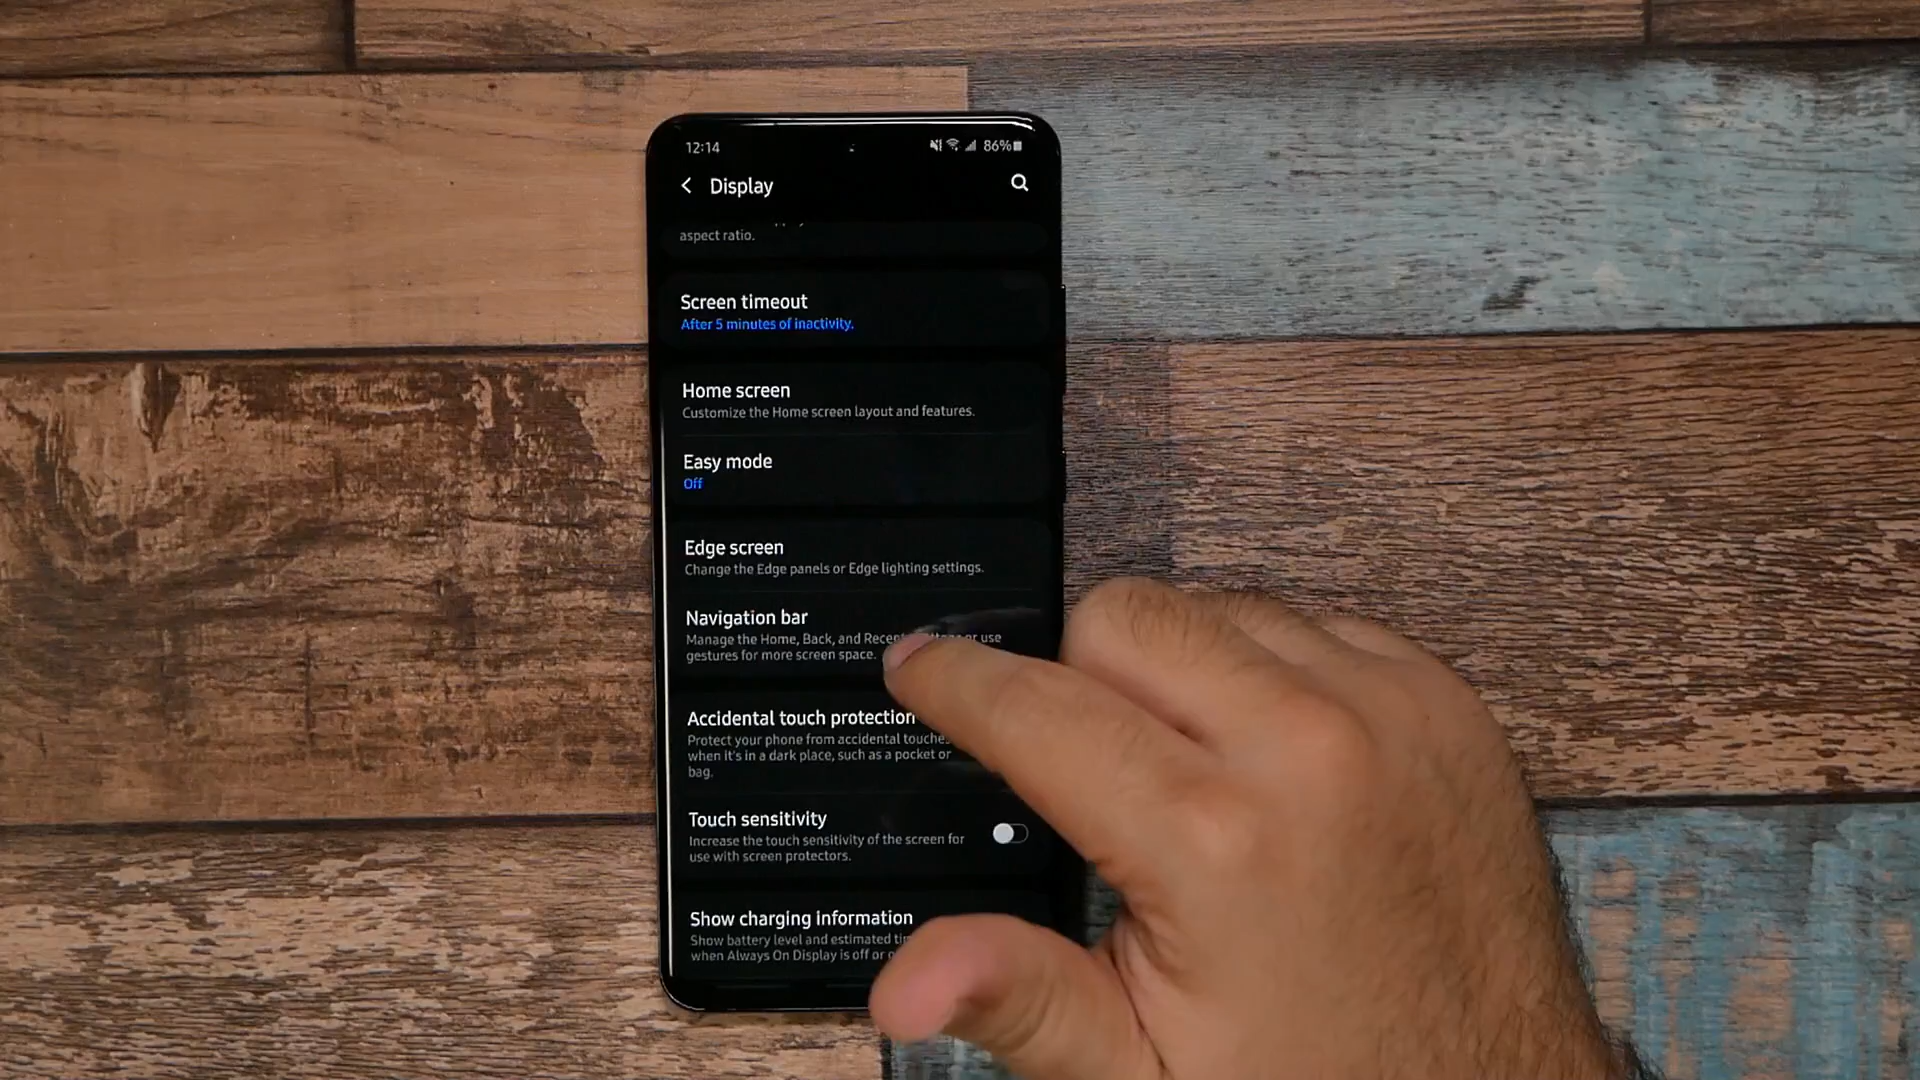 12:14
86%
Display
aspect ratio.
Screen timeout
After 5 minutes of inactivity.
Home screen
Customize the Home screen layout and features.
Easy mode
Off
Edge screen
Change the Edge panels or Edge lighting settings.
Navigation bar
Manage the Home, Back, and Recent or use
gestures for more screen space.
Accidental touch protection
Protect your phone from accidental touches
when it's in a dark place, such as a pocket or
bag.
Touch sensitivity
Increase the touch sensitivity of the screen for
use with screen protectors.
Show charging information
Show battery level and estimated
when Always On Display is off or